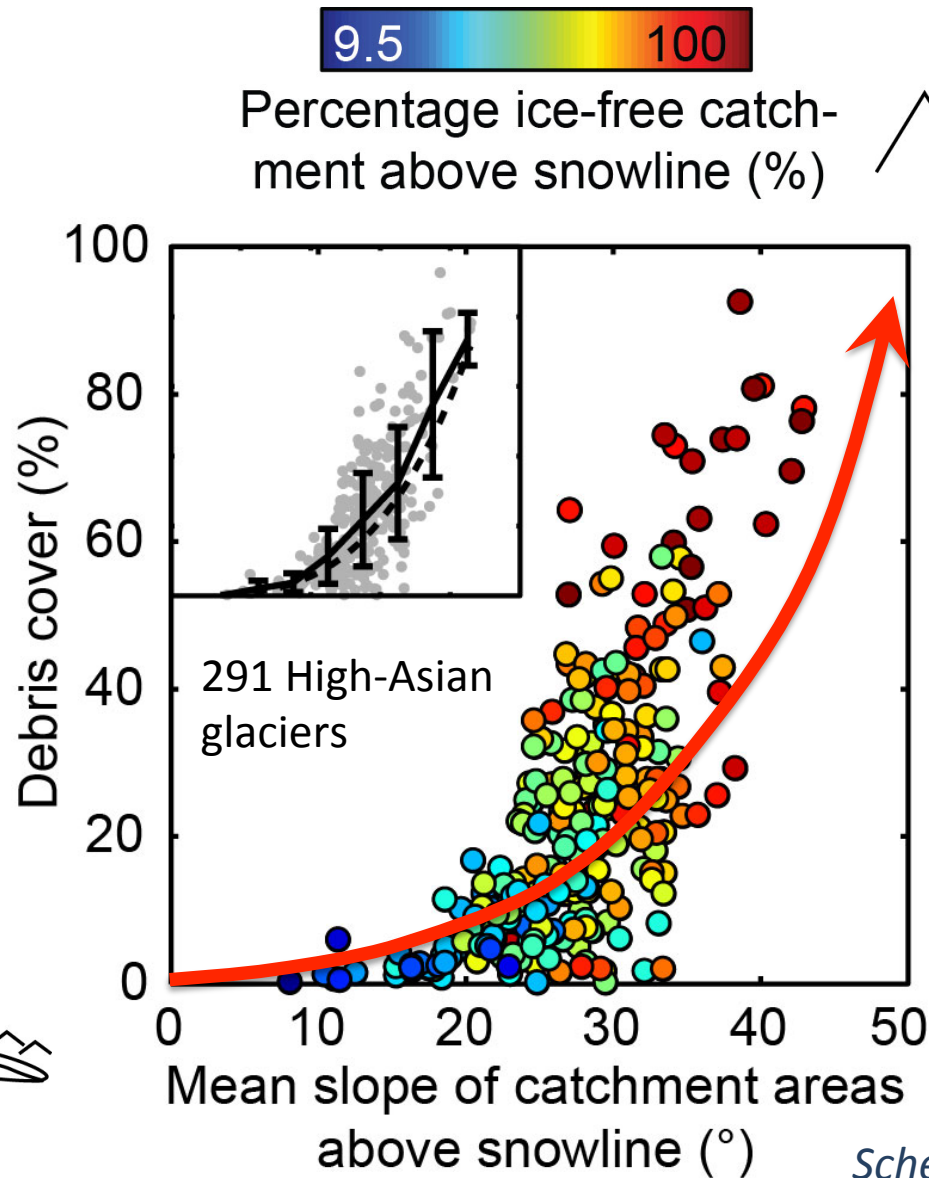 9.5 100
Percentage ice-free catch-
ment above snowline (%)
100
80
60
40
20
0
Debris cover (%)
291 High-Asian
glaciers
0 10 20 30 40 50
Mean slope of catchment areas
above snowline (°)